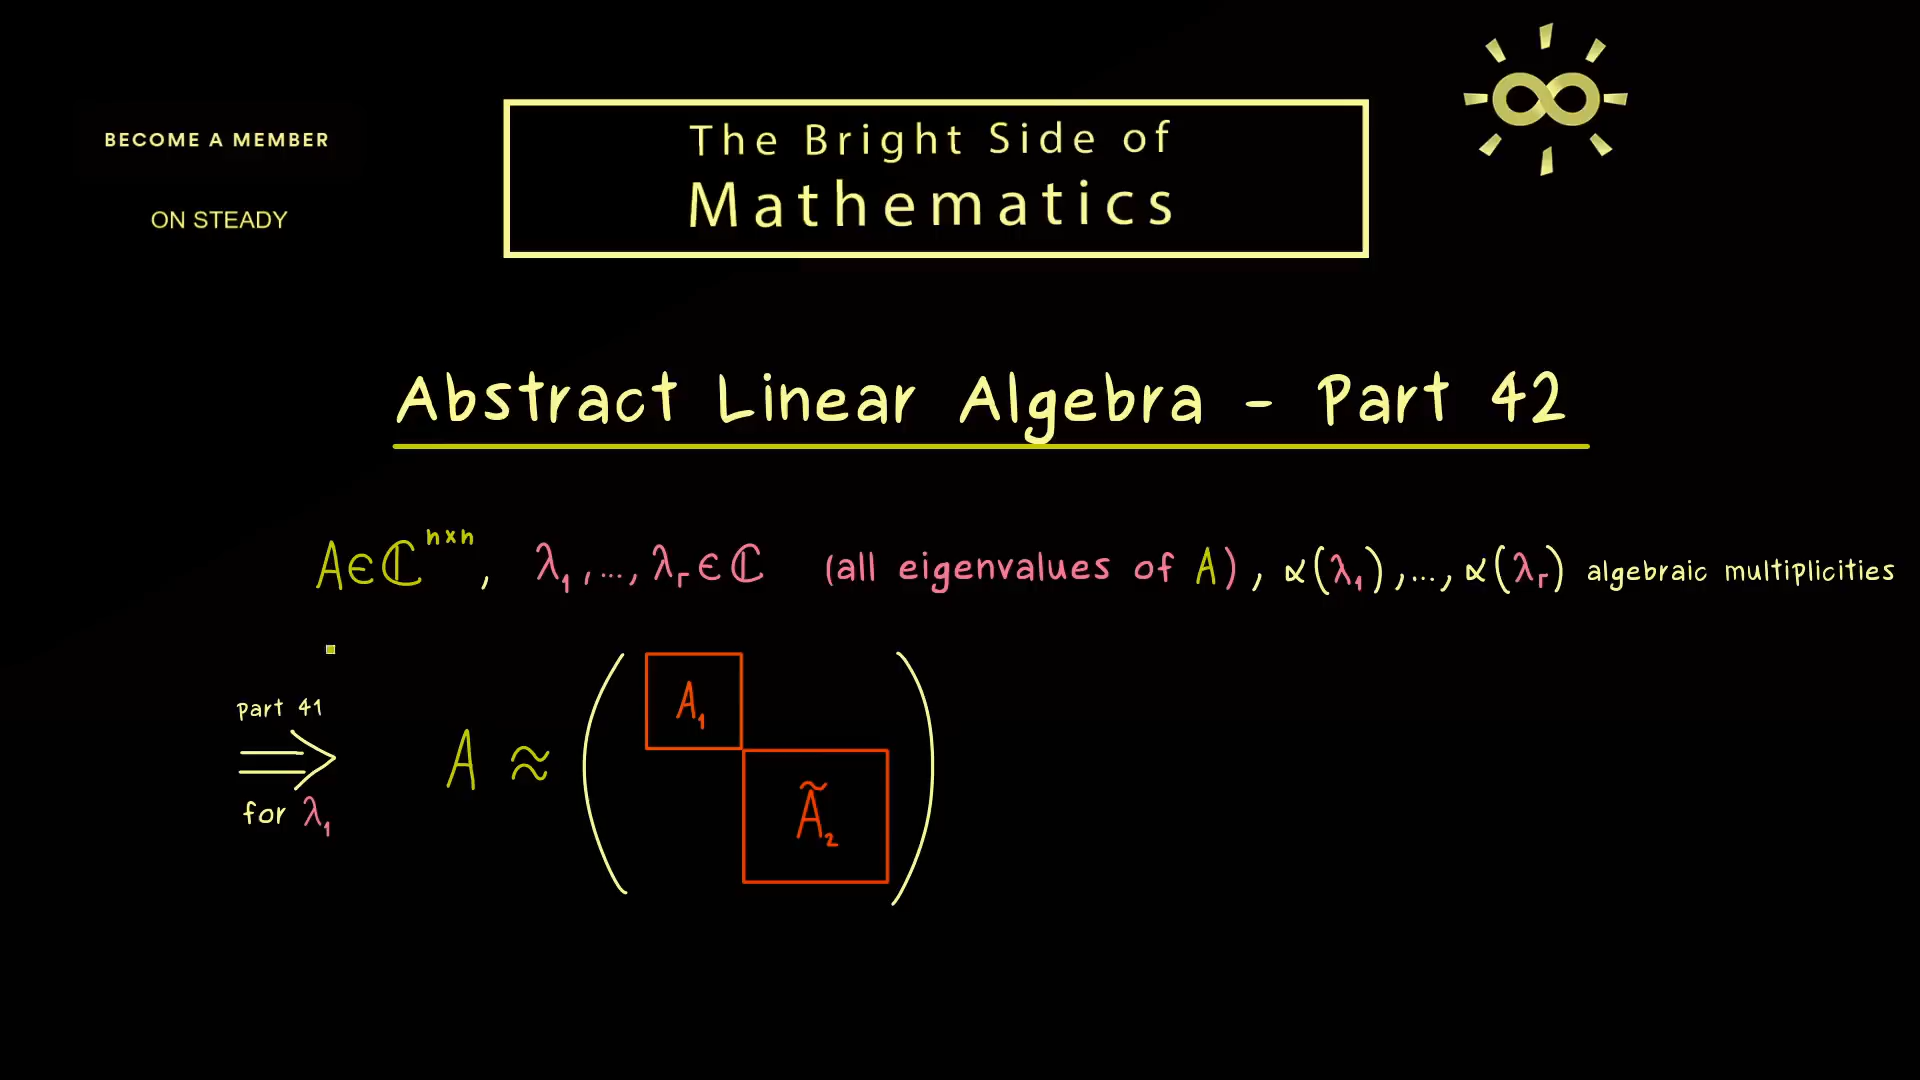 BECOME A MEMBER
ON STEADY
The Bright Side of
Mathematics
Abstract Linear Algebra - Part 42
A∈ℂⁿˣⁿ, λ₁,...,λᵣ∈ℂ (all eigenvalues of A), α(λ₁),...,α(λᵣ) algebraic multiplicities
Part 41
⟹ A ≈ ( A₁ Ã₂ )
for λ₁